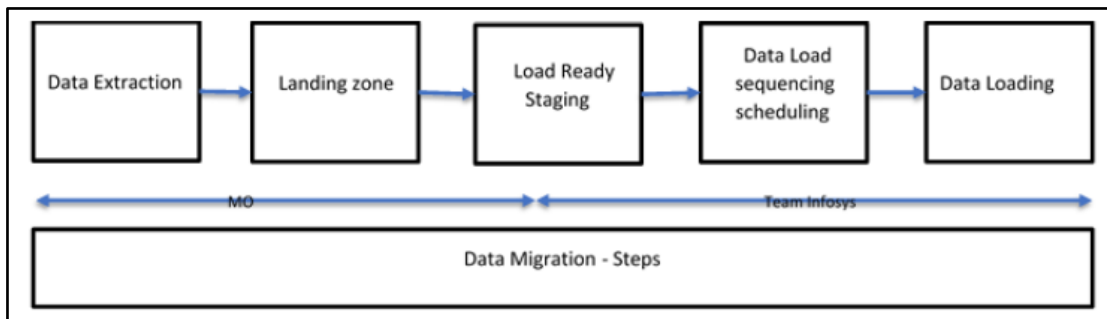 Data Extraction
Landing zone
Load Ready
Staging
Data Load
sequencing
scheduling
Data Loading
MO
Team Infosys
Data Migration - Steps